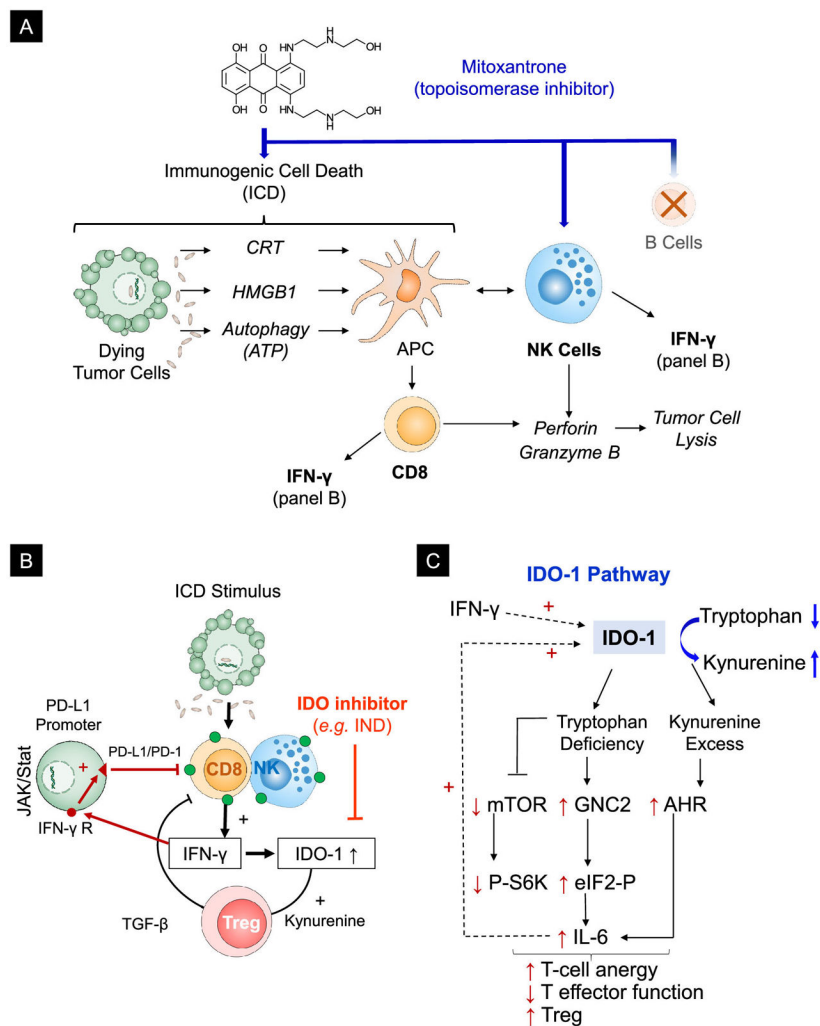 A
OH
O
HN
H
N
OH
OH
O
HN
N
H
OH
Mitoxantrone
(topoisomerase inhibitor)
Immunogenic Cell Death
(ICD)
B Cells
CRT
HMGB1
Autophagy
(ATP)
Dying
Tumor Cells
APC
NK Cells
IFN-γ
(panel B)
CD8
IFN-γ
(panel B)
Perforin
Granzyme B
Tumor Cell
Lysis
B
ICD Stimulus
PD-L1
Promoter
JAK/Stat
PD-L1/PD-1
+
IFN-γ R
CD8
NK
IDO inhibitor
(e.g. IND)
+
IFN-γ
IDO-1 ↑
TGF-β
Treg
+
Kynurenine
C
IDO-1 Pathway
IFN-γ
+
+
IDO-1
Tryptophan ↓
Kynurenine ↑
Tryptophan
Deficiency
Kynurenine
Excess
+
↓ mTOR
↑ GNC2
↑ AHR
↓ P-S6K
↑ eIF2-P
↑ IL-6
↑ T-cell anergy
↓ T effector function
↑ Treg